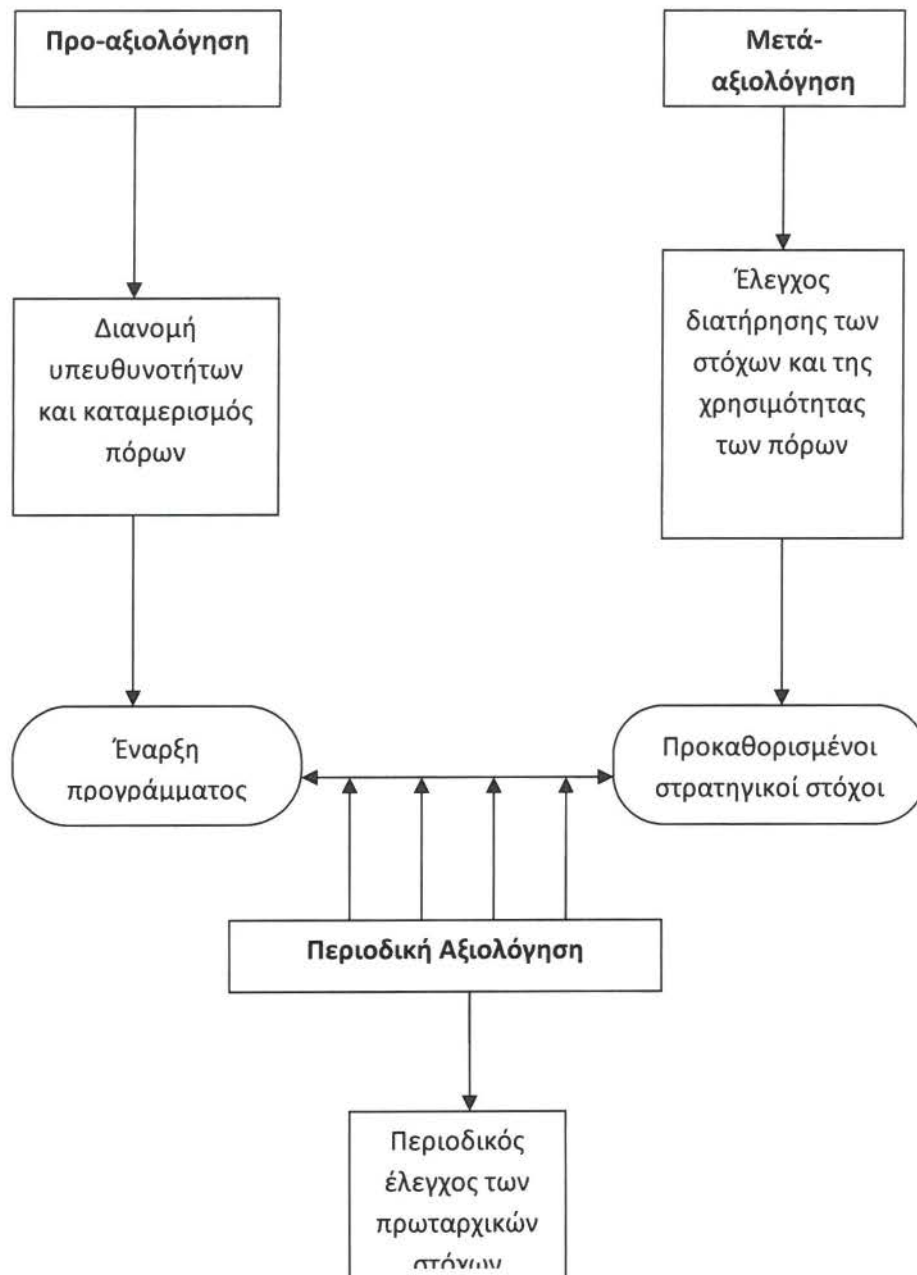 Προ-αξιολόγηση
Μετά-
αξιολόγηση
Διανομή
υπευθυνοτήτων
και καταμερισμός
πόρων
Έλεγχος
διατήρησης των
στόχων και της
χρησιμότητας
των πόρων
Έναρξη
προγράμματος
Προκαθορισμένοι
στρατηγικοί στόχοι
Περιοδική Αξιολόγηση
Περιοδικός
έλεγχος των
πρωταρχικών
στόχων